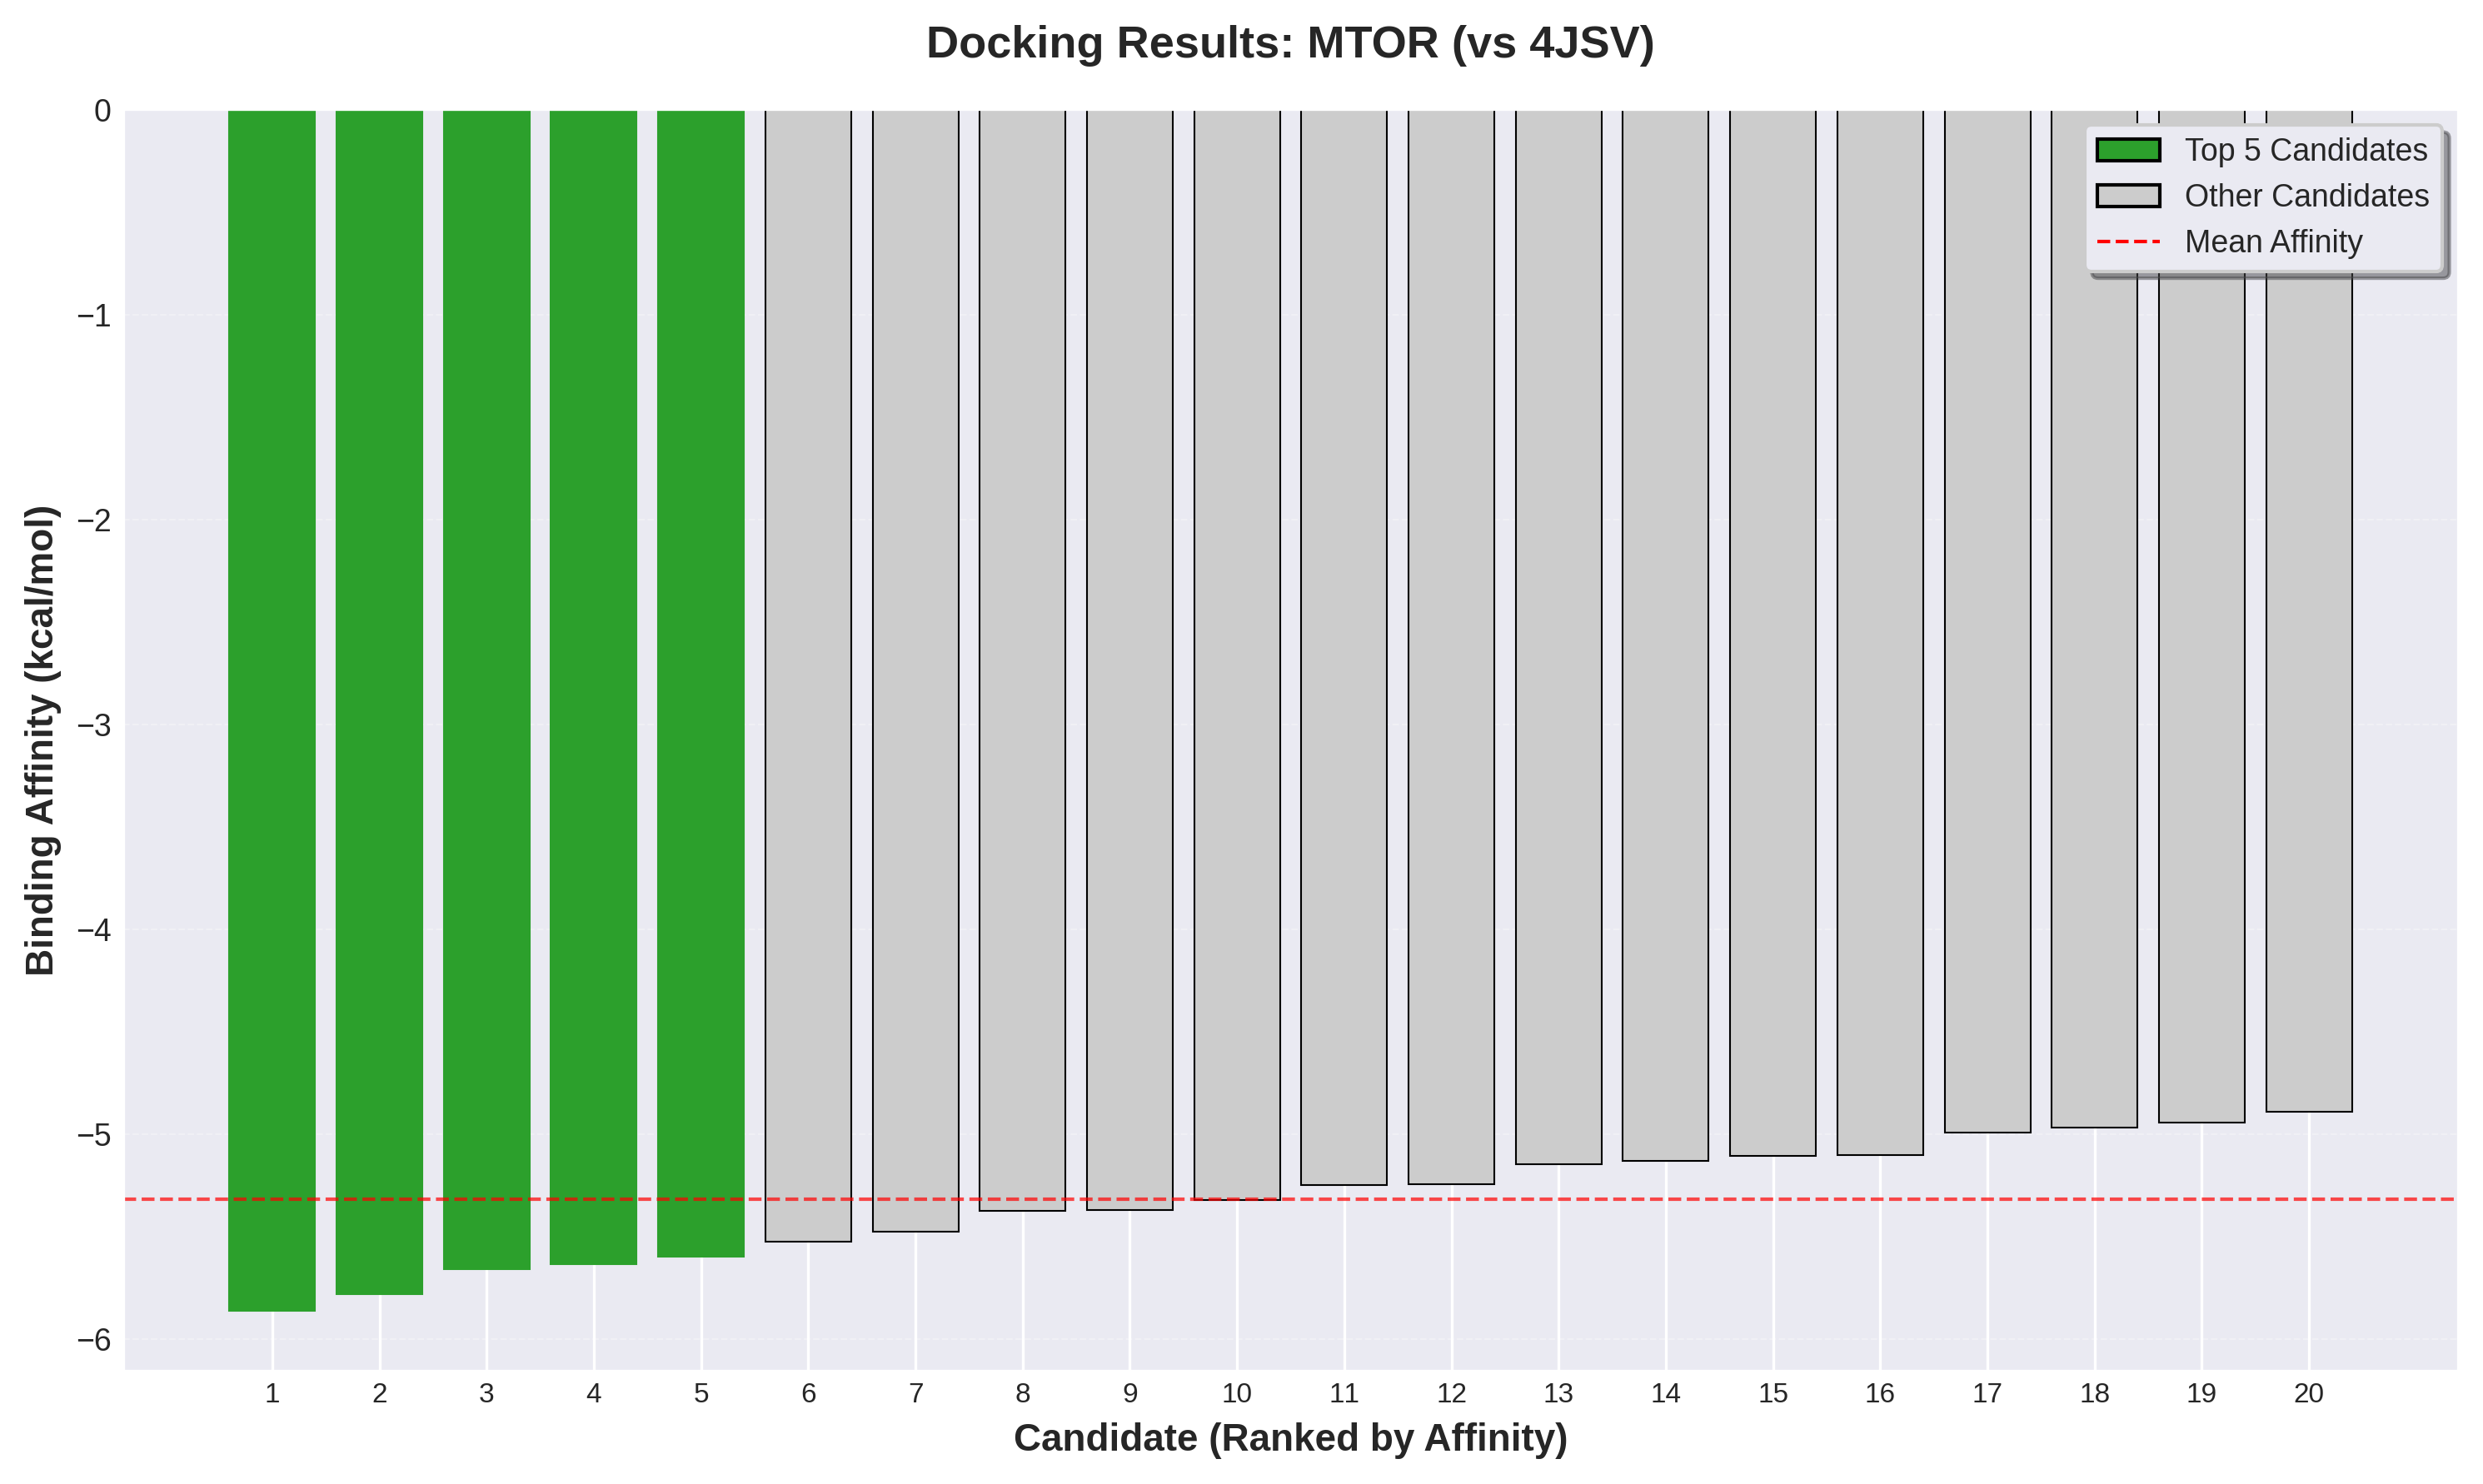 Docking Results: MTOR (vs 4JSV)
Top 5 Candidates
Other Candidates
Mean Affinity
Binding Affinity (kcal/mol)
0
−1
−2
−3
−4
−5
−6
1 2 3 4 5 6 7 8 9 10 11 12 13 14 15 16 17 18 19 20
Candidate (Ranked by Affinity)